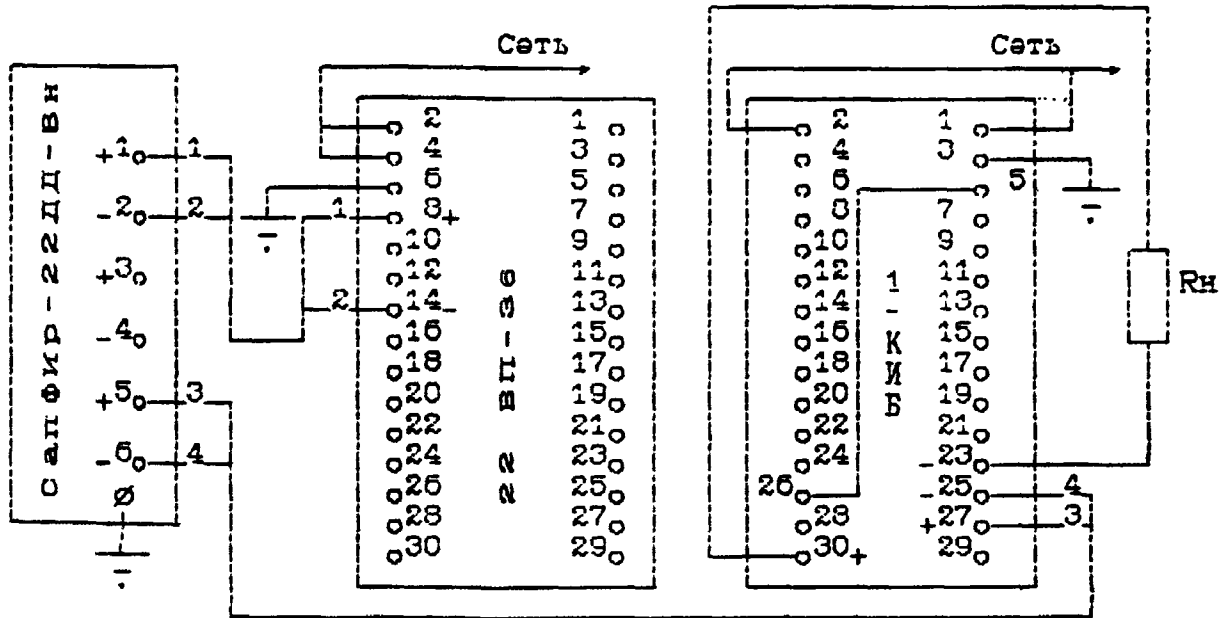 Сеть
Сеть
Сапфир-22ДД-Вн
+1 1
-2 2
+3
-4
+5 3
-6 4
Ø
2 1
4 3
6 5
1 8+ 7
10 9
12 11
2 14- 13
16 15
18 17
20 19
22 21
24 23
26 25
28 27
30 29
22 ВП-36
2 1
4 3
6 5
8 7
10 9
12 11
14 13
16 15
18 17
20 19
22 21
24 -23
26 -25 4
28 +27 3
30+ 29
1-КИБ
Rн